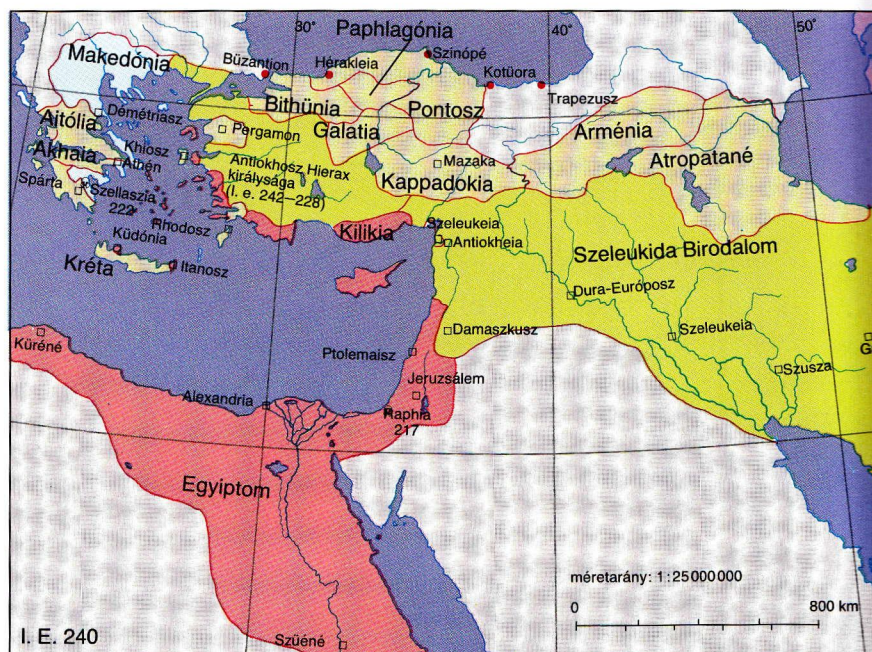 30°
40°
50°
Paphlagónia
Makedónia
Büzantion
Hérakleia
Szinópé
Kotüora
Trapezusz
Bithünia
Pontosz
Galatia
Arménia
Atropatané
Ajtólia
Démétriasz
Pergamon
Khiosz
Akhaia
Athén
Antiokhosz Hierax
királysága
(I. e. 242–228)
Mazaka
Kappadókia
Spárta
Szellaszia
222
Rhodosz
Kilikia
Szeleukeia
Antiokheia
Szeleukida Birodalom
Küdónia
Kréta
Itanosz
Dura-Európosz
Damaszkusz
Szeleukeia
G
Küréné
Ptolemaisz
Szusza
Jeruzsálem
Alexandria
Raphia
217
Egyiptom
méretarány: 1:25000000
0
800 km
I. E. 240
Szüéné